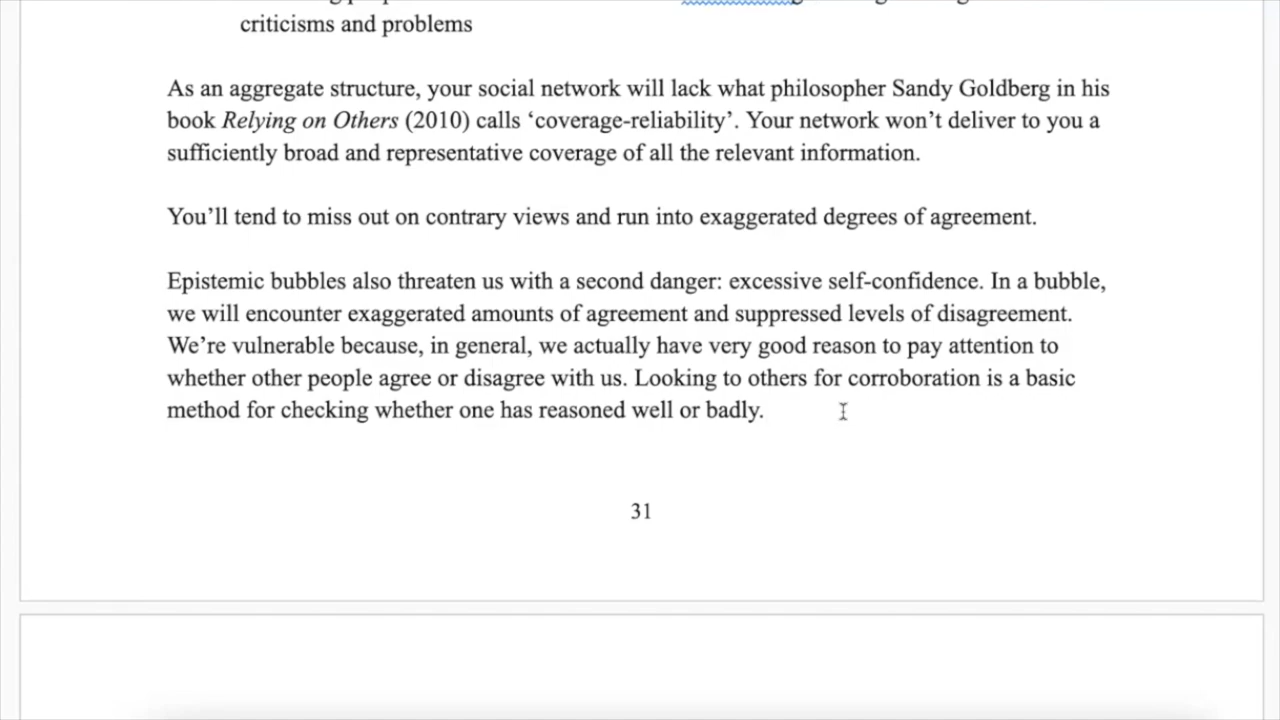 criticisms and problems
As an aggregate structure, your social network will lack what philosopher Sandy Goldberg in his
book Relying on Others (2010) calls ‘coverage-reliability’. Your network won’t deliver to you a
sufficiently broad and representative coverage of all the relevant information.
You’ll tend to miss out on contrary views and run into exaggerated degrees of agreement.
Epistemic bubbles also threaten us with a second danger: excessive self-confidence. In a bubble,
we will encounter exaggerated amounts of agreement and suppressed levels of disagreement.
We’re vulnerable because, in general, we actually have very good reason to pay attention to
whether other people agree or disagree with us. Looking to others for corroboration is a basic
method for checking whether one has reasoned well or badly.
31